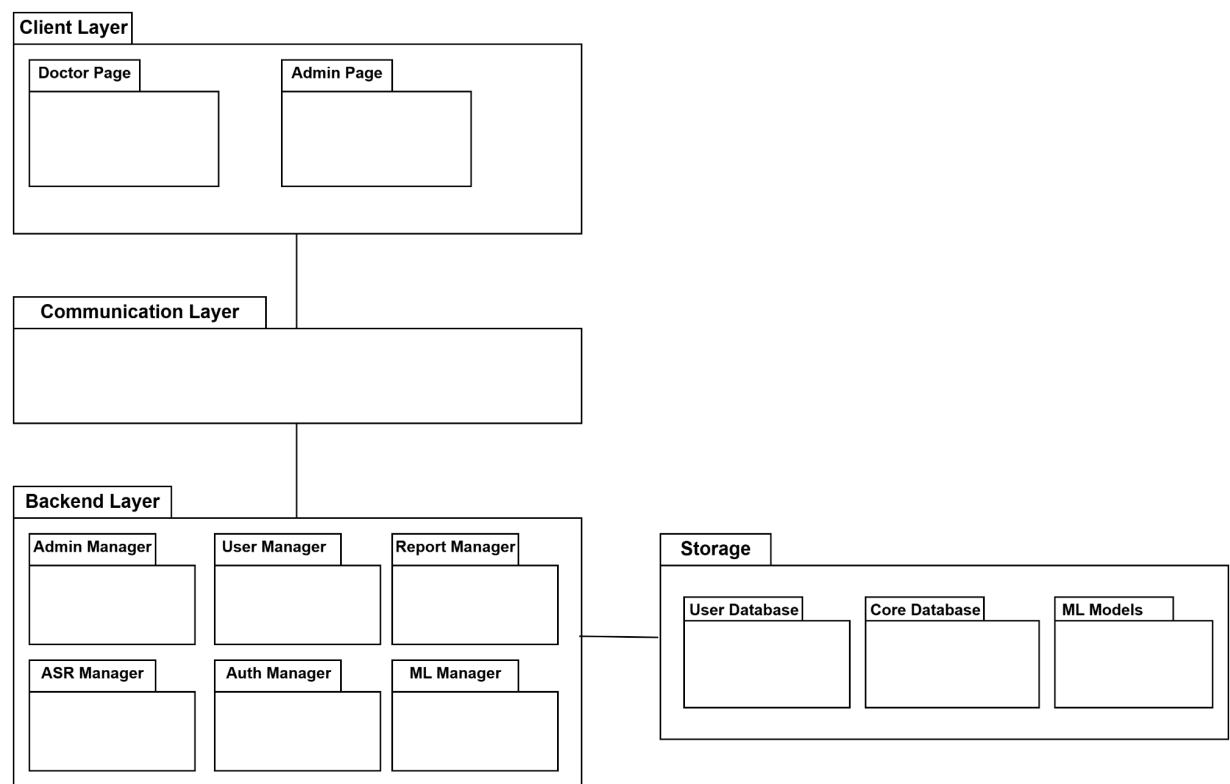 Client Layer
Doctor Page
Admin Page
Communication Layer
Backend Layer
Admin Manager
User Manager
Report Manager
ASR Manager
Auth Manager
ML Manager
Storage
User Database
Core Database
ML Models